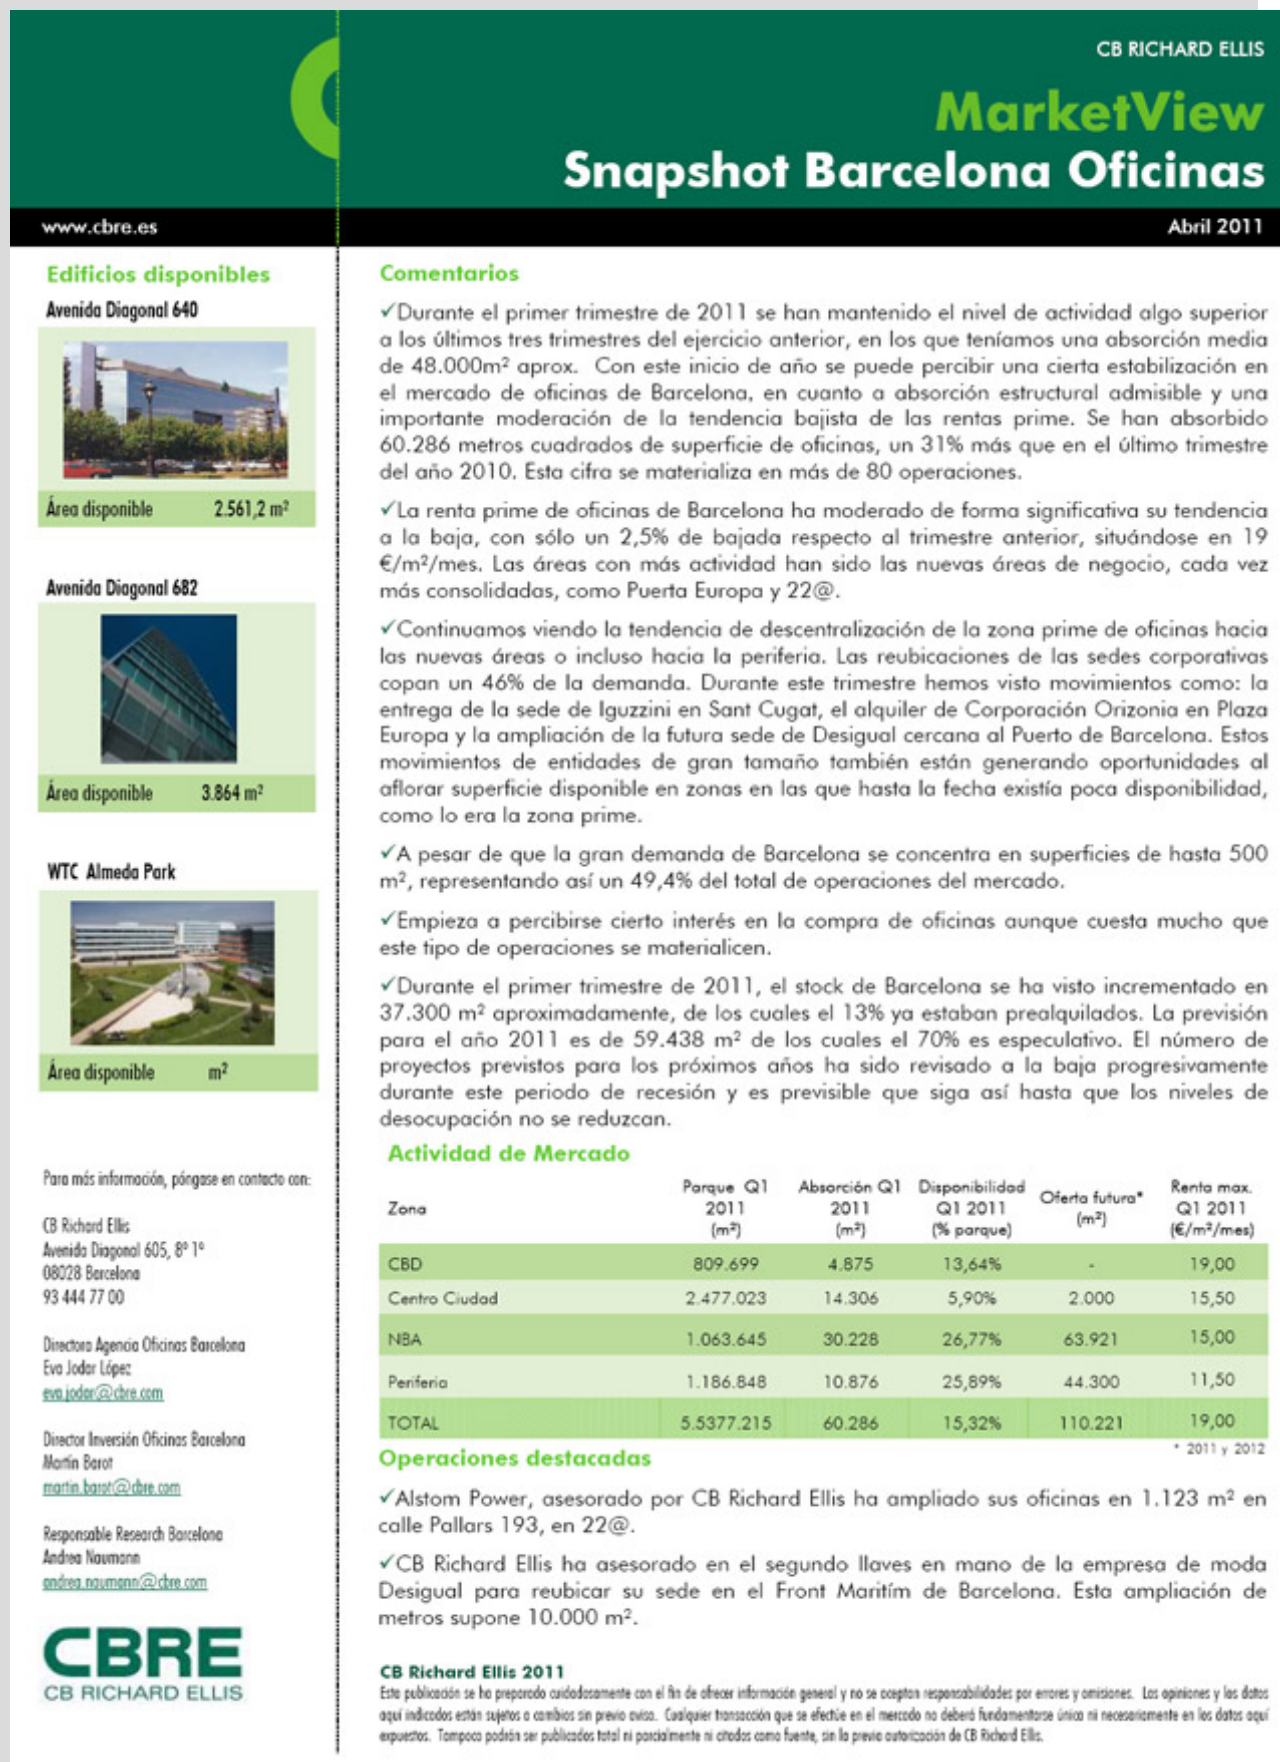 CB RICHARD ELLIS
MarketView
Snapshot Barcelona Oficinas
www.cbre.es
Abril 2011
Edificios disponibles
Avenida Diagonal 640
Área disponible 2.561,2 m²
Avenida Diagonal 682
Área disponible 3.864 m²
WTC Almeda Park
Área disponible m²
Para más información, póngase en contacto con:
CB Richard Ellis
Avenida Diagonal 605, 8º 1º
08028 Barcelona
93 444 77 00
Directora Agencia Oficinas Barcelona
Eva Jodar López
eva.jodar@cbre.com
Director Inversión Oficinas Barcelona
Martín Barot
martin.barot@cbre.com
Responsable Research Barcelona
Andrea Naumann
andrea.naumann@cbre.com
CBRE
CB RICHARD ELLIS
Comentarios
✓Durante el primer trimestre de 2011 se han mantenido el nivel de actividad algo superior
a los últimos tres trimestres del ejercicio anterior, en los que teníamos una absorción media
de 48.000m² aprox. Con este inicio de año se puede percibir una cierta estabilización en
el mercado de oficinas de Barcelona, en cuanto a absorción estructural admisible y una
importante moderación de la tendencia bajista de las rentas prime. Se han absorbido
60.286 metros cuadrados de superficie de oficinas, un 31% más que en el último trimestre
del año 2010. Esta cifra se materializa en más de 80 operaciones.
✓La renta prime de oficinas de Barcelona ha moderado de forma significativa su tendencia
a la baja, con sólo un 2,5% de bajada respecto al trimestre anterior, situándose en 19
€/m²/mes. Las áreas con más actividad han sido las nuevas áreas de negocio, cada vez
más consolidadas, como Puerta Europa y 22@.
✓Continuamos viendo la tendencia de descentralización de la zona prime de oficinas hacia
las nuevas áreas o incluso hacia la periferia. Las reubicaciones de las sedes corporativas
copan un 46% de la demanda. Durante este trimestre hemos visto movimientos como: la
entrega de la sede de Iguzzini en Sant Cugat, el alquiler de Corporación Orizonia en Plaza
Europa y la ampliación de la futura sede de Desigual cercana al Puerto de Barcelona. Estos
movimientos de entidades de gran tamaño también están generando oportunidades al
aflorar superficie disponible en zonas en las que hasta la fecha existía poca disponibilidad,
como lo era la zona prime.
✓A pesar de que la gran demanda de Barcelona se concentra en superficies de hasta 500
m², representando así un 49,4% del total de operaciones del mercado.
✓Empieza a percibirse cierto interés en la compra de oficinas aunque cuesta mucho que
este tipo de operaciones se materialicen.
✓Durante el primer trimestre de 2011, el stock de Barcelona se ha visto incrementado en
37.300 m² aproximadamente, de los cuales el 13% ya estaban prealquilados. La previsión
para el año 2011 es de 59.438 m² de los cuales el 70% es especulativo. El número de
proyectos previstos para los próximos años ha sido revisado a la baja progresivamente
durante este periodo de recesión y es previsible que siga así hasta que los niveles de
desocupación no se reduzcan.
Actividad de Mercado
Zona Parque Q1 2011 (m²) Absorción Q1 2011 (m²) Disponibilidad Q1 2011 (% parque) Oferta futura* (m²) Renta max. Q1 2011 (€/m²/mes)
CBD 809.699 4.875 13,64% - 19,00
Centro Ciudad 2.477.023 14.306 5,90% 2.000 15,50
NBA 1.063.645 30.228 26,77% 63.921 15,00
Periferia 1.186.848 10.876 25,89% 44.300 11,50
TOTAL 5.5377.215 60.286 15,32% 110.221 19,00
* 2011 y 2012
Operaciones destacadas
✓Alstom Power, asesorado por CB Richard Ellis ha ampliado sus oficinas en 1.123 m² en
calle Pallars 193, en 22@.
✓CB Richard Ellis ha asesorado en el segundo llaves en mano de la empresa de moda
Desigual para reubicar su sede en el Front Maritím de Barcelona. Esta ampliación de
metros supone 10.000 m².
CB Richard Ellis 2011
Esta publicación se ha preparado cuidadosamente con el fin de ofrecer información general y no se aceptan responsabilidades por errores y omisiones. Las opiniones y los datos
aquí indicados están sujetos a cambios sin previo aviso. Cualquier transacción que se efectúe en el mercado no deberá fundamentarse única ni necesariamente en los datos aquí
expuestos. Tampoco podrán ser publicados total ni parcialmente ni citados como fuente, sin la previa autorización de CB Richard Ellis.